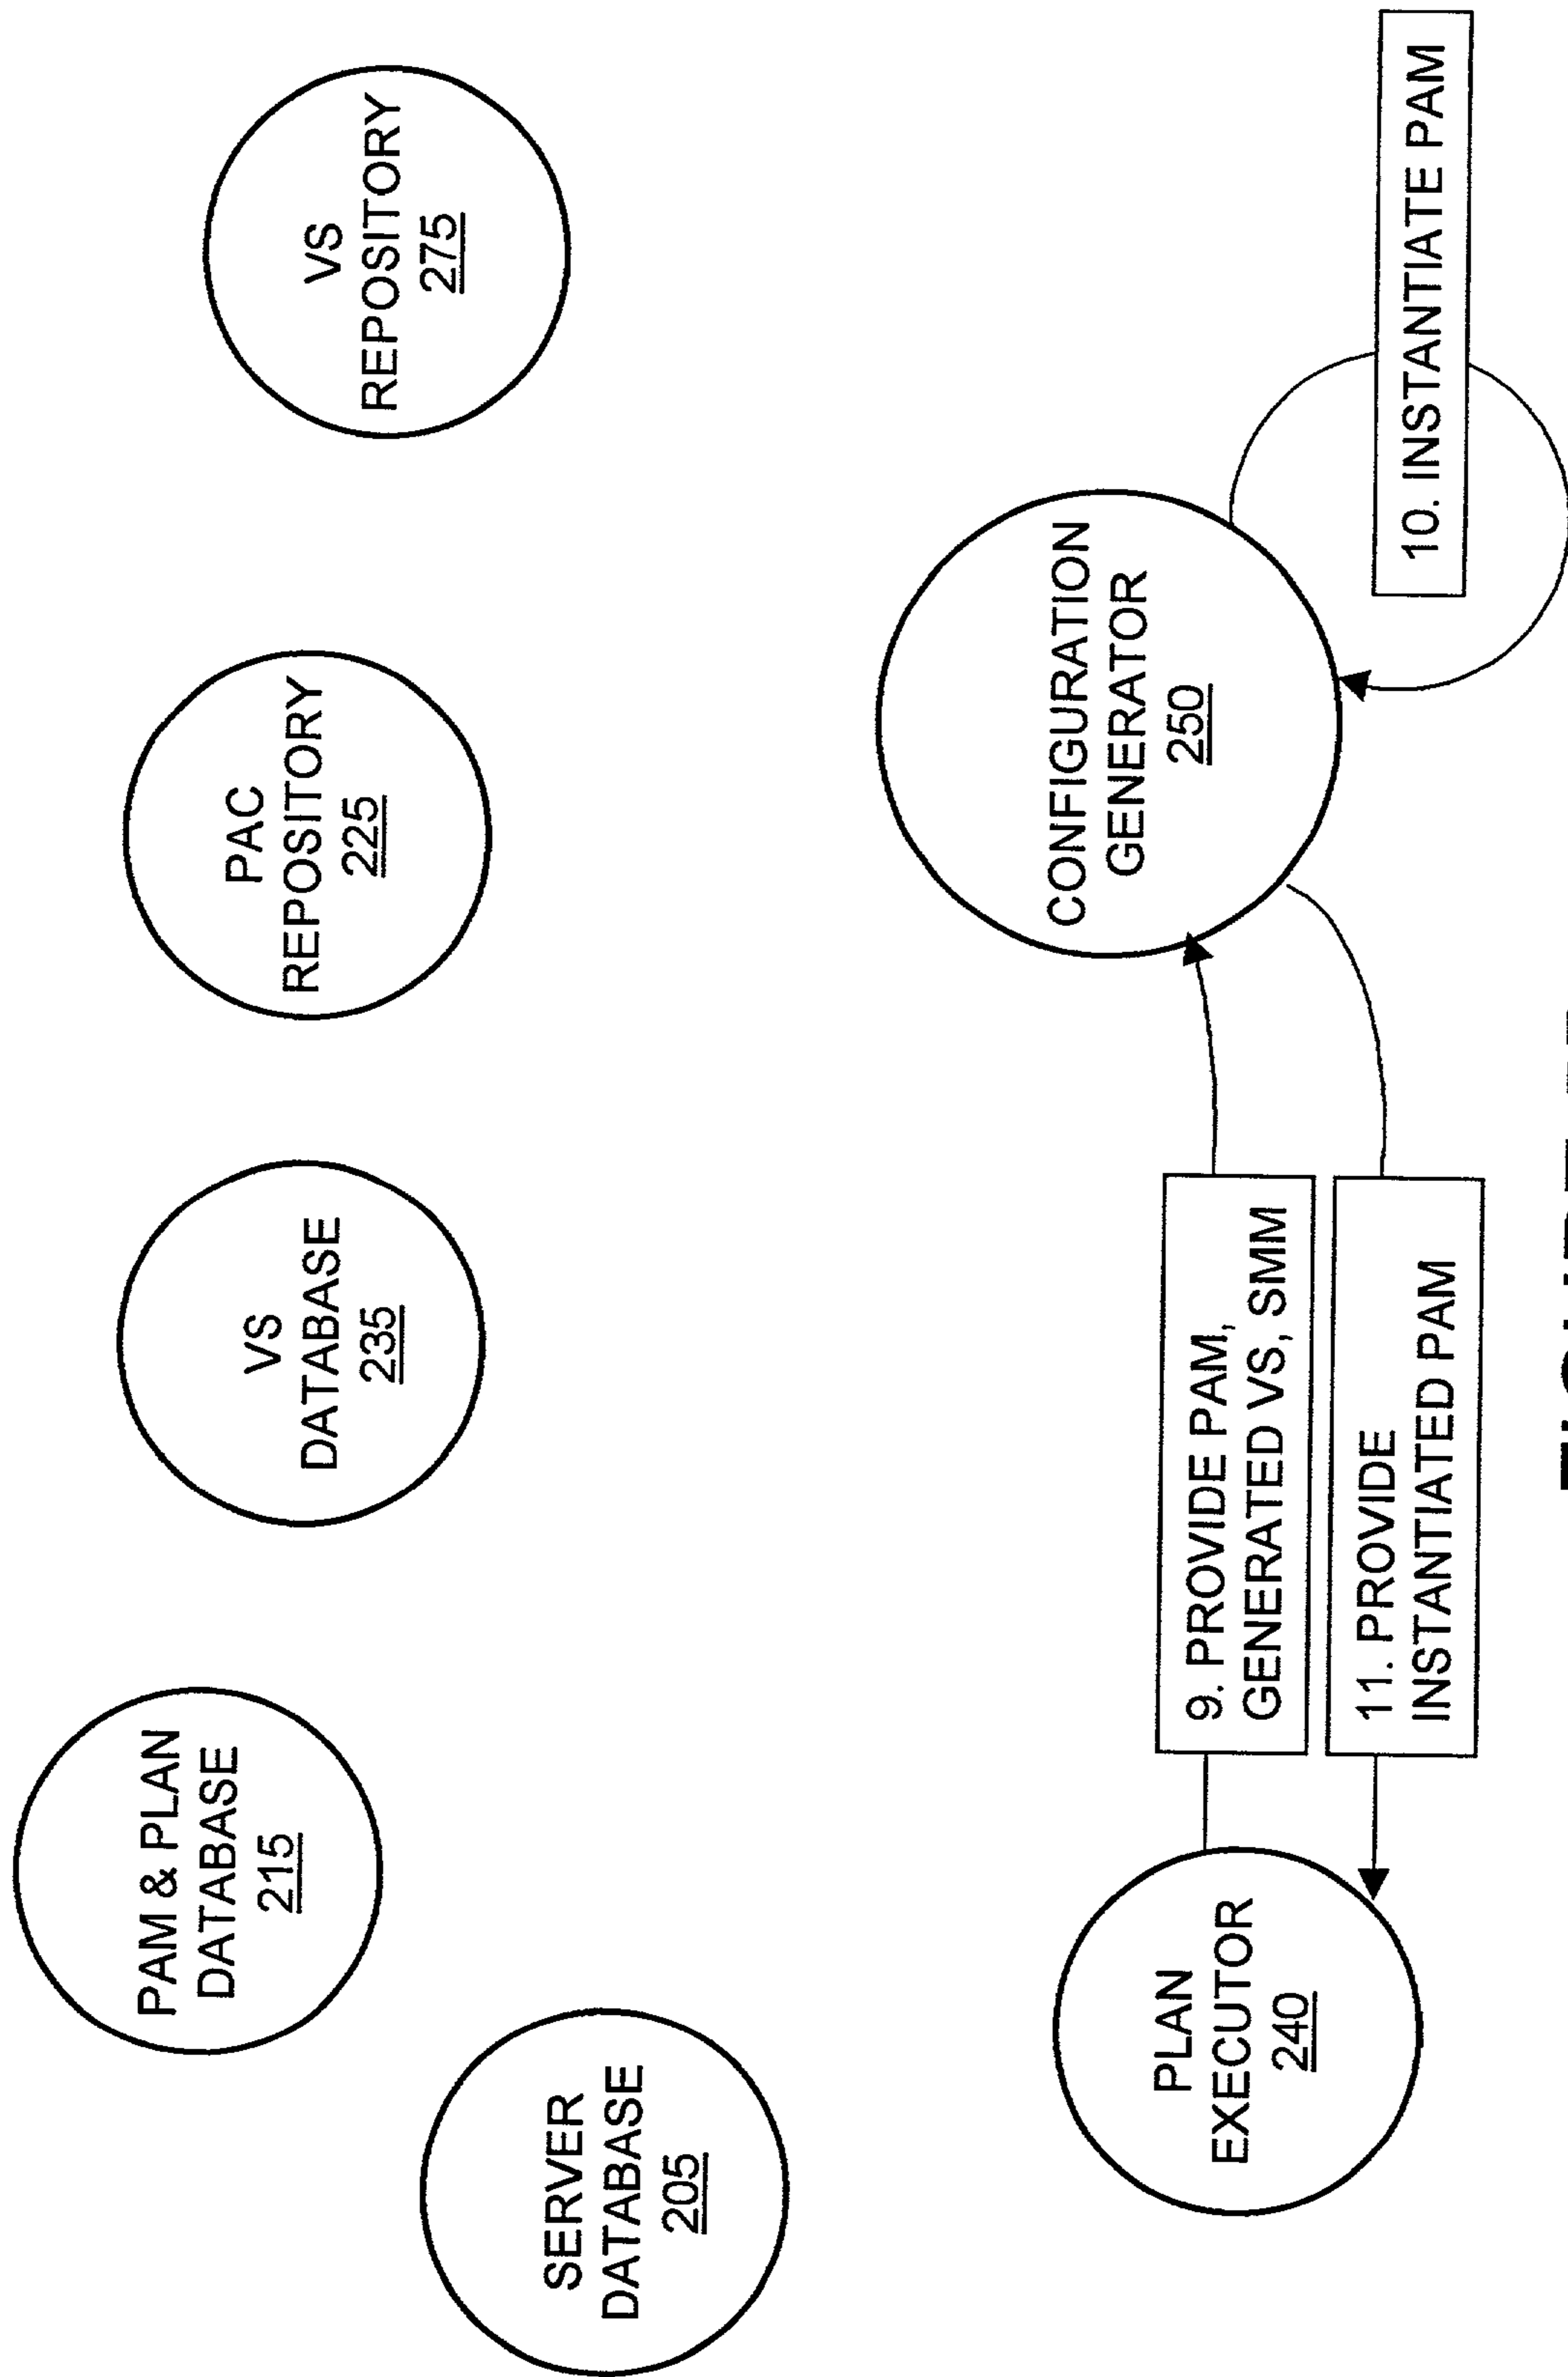 SERVER
DATABASE
205
PAM & PLAN
DATABASE
215
VS
DATABASE
235
PAC
REPOSITORY
225
VS
REPOSITORY
275
PLAN
EXECUTOR
240
9. PROVIDE PAM,
GENERATED VS, SMM
11. PROVIDE
INSTANTIATED PAM
CONFIGURATION
GENERATOR
250
10. INSTANTIATE PAM